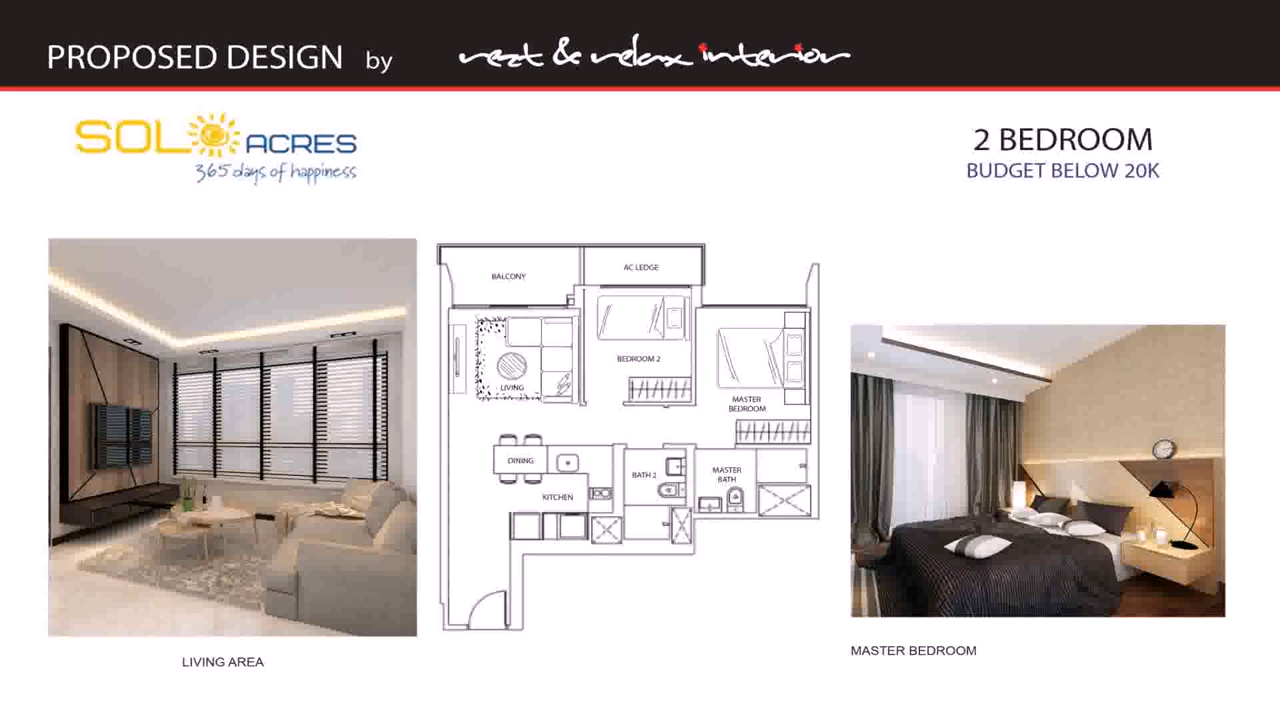 PROPOSED DESIGN by rezt & relax interior
SOL ACRES
365 days of happiness
2 BEDROOM
BUDGET BELOW 20K
BALCONY
AC LEDGE
BEDROOM 2
LIVING
MASTER
BEDROOM
DINING
KITCHEN
BATH 2
MASTER
BATH
LIVING AREA
MASTER BEDROOM